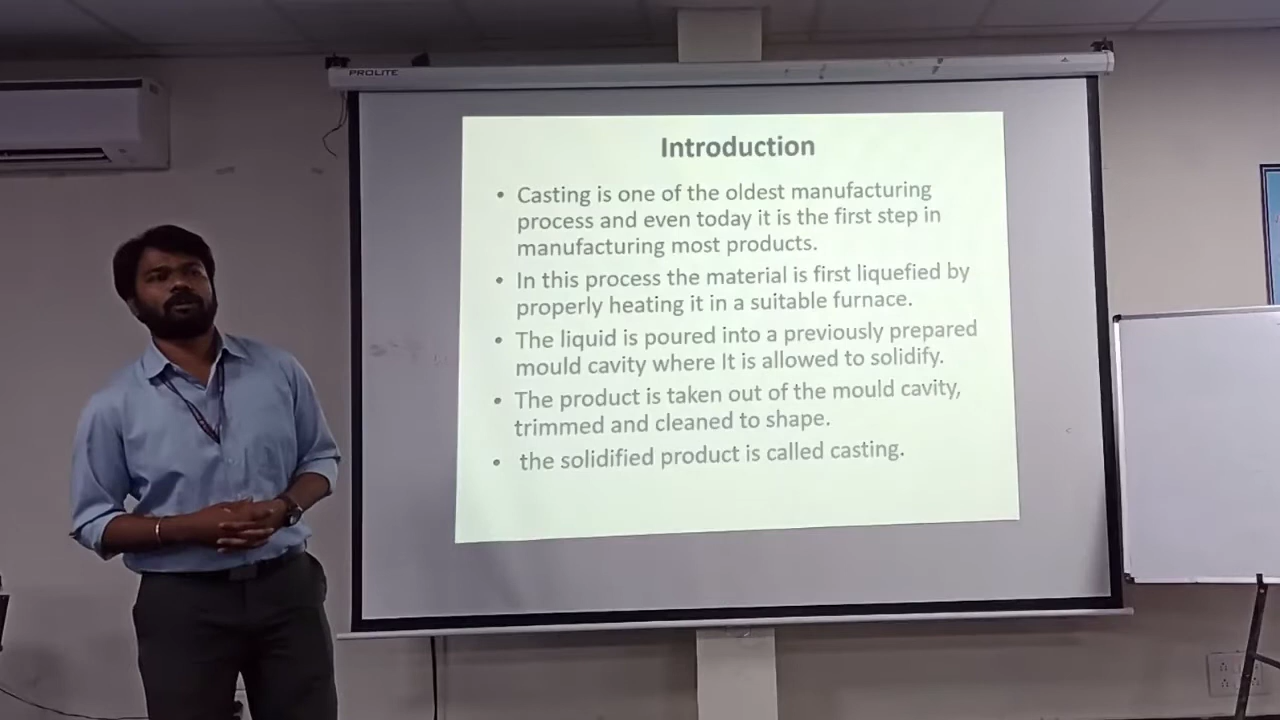 PROLITE
Introduction
• Casting is one of the oldest manufacturing
process and even today it is the first step in
manufacturing most products.
• In this process the material is first liquefied by
properly heating it in a suitable furnace.
• The liquid is poured into a previously prepared
mould cavity where It is allowed to solidify.
• The product is taken out of the mould cavity,
trimmed and cleaned to shape.
• the solidified product is called casting.